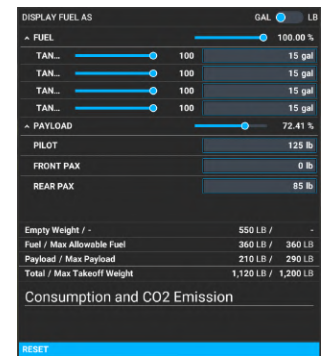 DISPLAY FUEL AS GAL LB
FUEL 100.00 %
TAN... 100 15 gal
TAN... 100 15 gal
TAN... 100 15 gal
TAN... 100 15 gal
PAYLOAD 72.41 %
PILOT 125 lb
FRONT PAX 0 lb
REAR PAX 85 lb
Empty Weight / - 550 LB / -
Fuel / Max Allowable Fuel 360 LB / 360 LB
Payload / Max Payload 210 LB / 290 LB
Total / Max Takeoff Weight 1,120 LB / 1,200 LB
Consumption and CO2 Emission
RESET